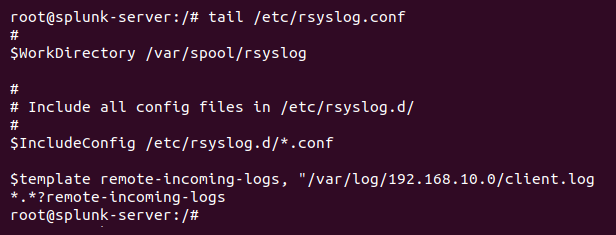 root@splunk-server:/# tail /etc/rsyslog.conf
#
$WorkDirectory /var/spool/rsyslog

#
# Include all config files in /etc/rsyslog.d/
#
$IncludeConfig /etc/rsyslog.d/*.conf

$template remote-incoming-logs, "/var/log/192.168.10.0/client.log
*.*?remote-incoming-logs
root@splunk-server:/#